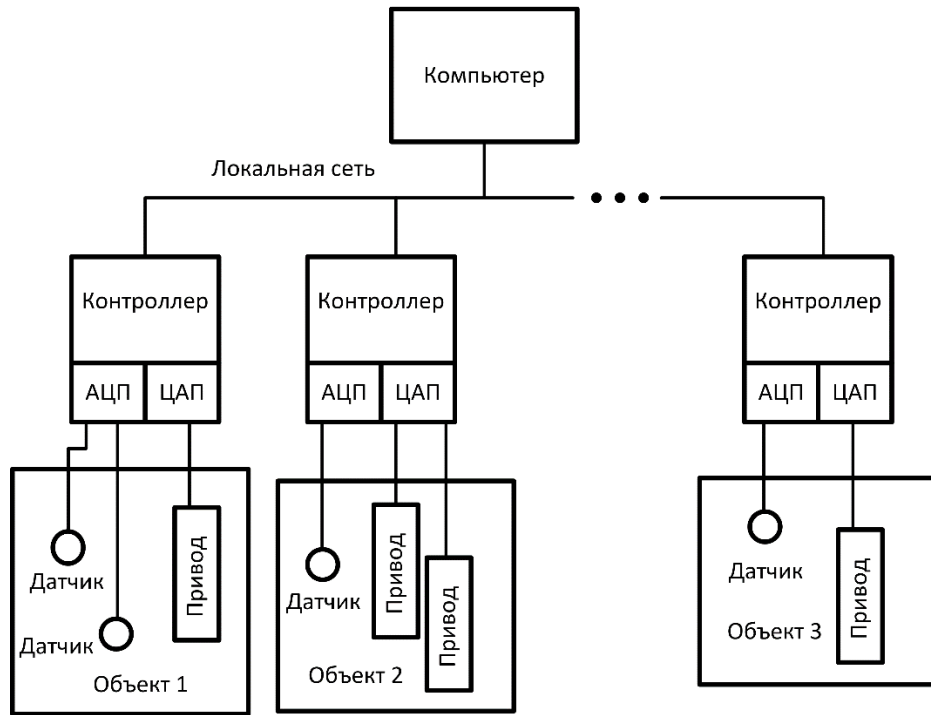 Компьютер
Локальная сеть
Контроллер
АЦП ЦАП
Контроллер
АЦП ЦАП
Контроллер
АЦП ЦАП
Датчик
Датчик
Привод
Объект 1
Датчик
Привод
Привод
Объект 2
Датчик
Привод
Объект 3